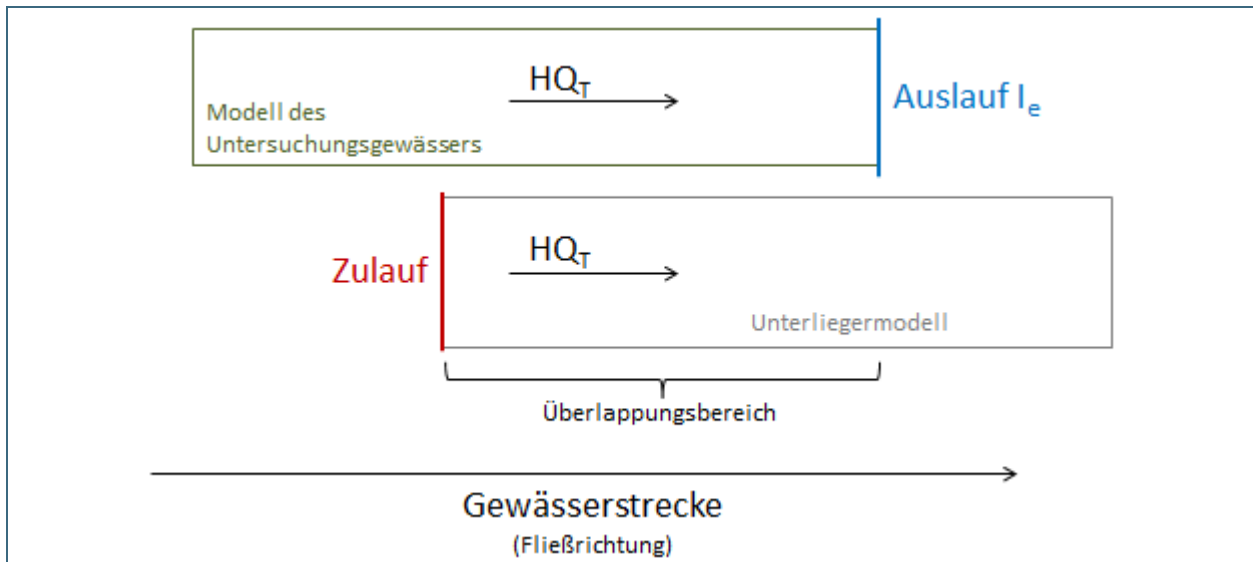 HQT
Modell des
Untersuchungsgewässers
Auslauf Ie
HQT
Zulauf
Unterliegermodell
Überlappungsbereich
Gewässerstrecke
(Fließrichtung)